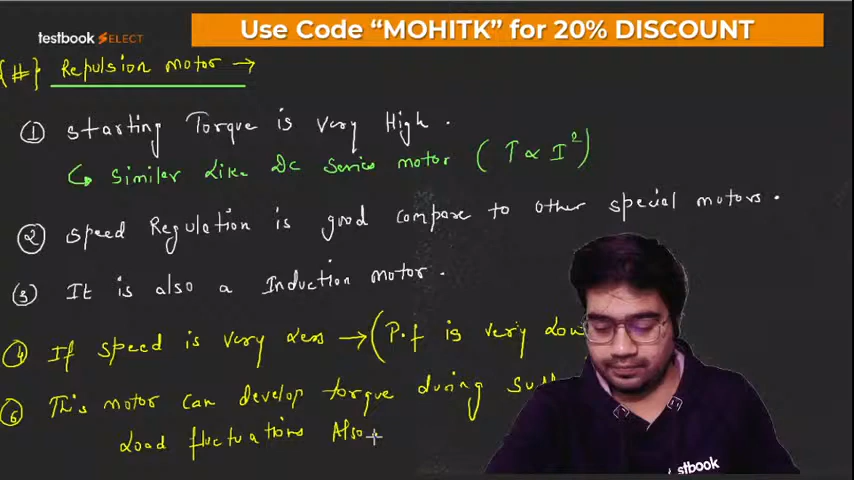 testbook SELECT
Use Code "MOHITK" for 20% DISCOUNT
{#} Repulsion motor →
① Starting Torque is very High.
↳ Similar Like DC Series motor (T ∝ I²)
② Speed Regulation is good compare to other special motors.
③ It is also a Induction motor.
④ If speed is very Less → (P.f is very Low
⑥ This motor can develop torque during
Load fluctuations Also
testbook